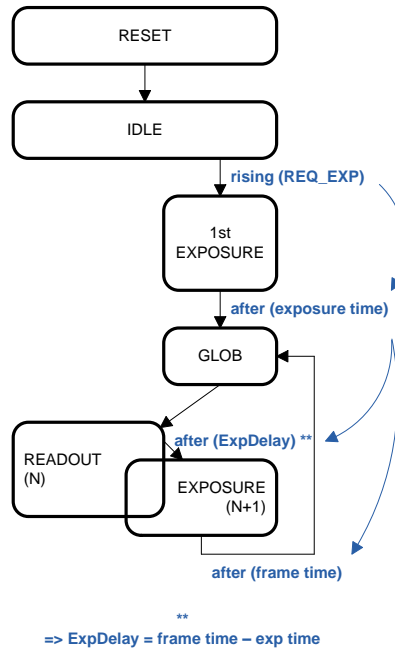 RESET
IDLE
rising (REQ_EXP)
1st
EXPOSURE
after (exposure time)
GLOB
after (ExpDelay) **
READOUT
(N)
EXPOSURE
(N+1)
after (frame time)
**
=> ExpDelay = frame time – exp time